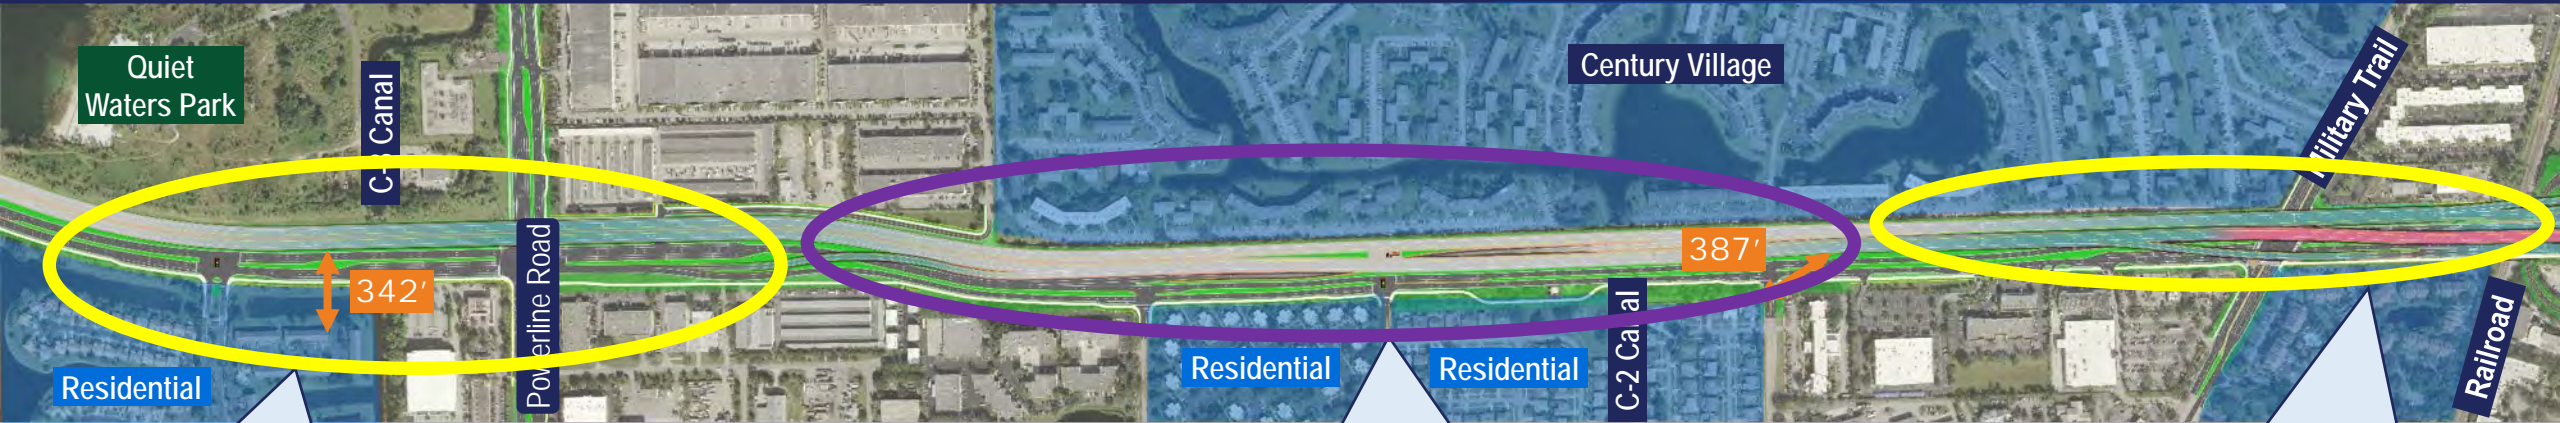 Quiet
Waters Park
C-3 Canal
Century Village
Military Trail
Powerline Road
342'
387'
Residential
Residential
Residential
C-2 Canal
Railroad